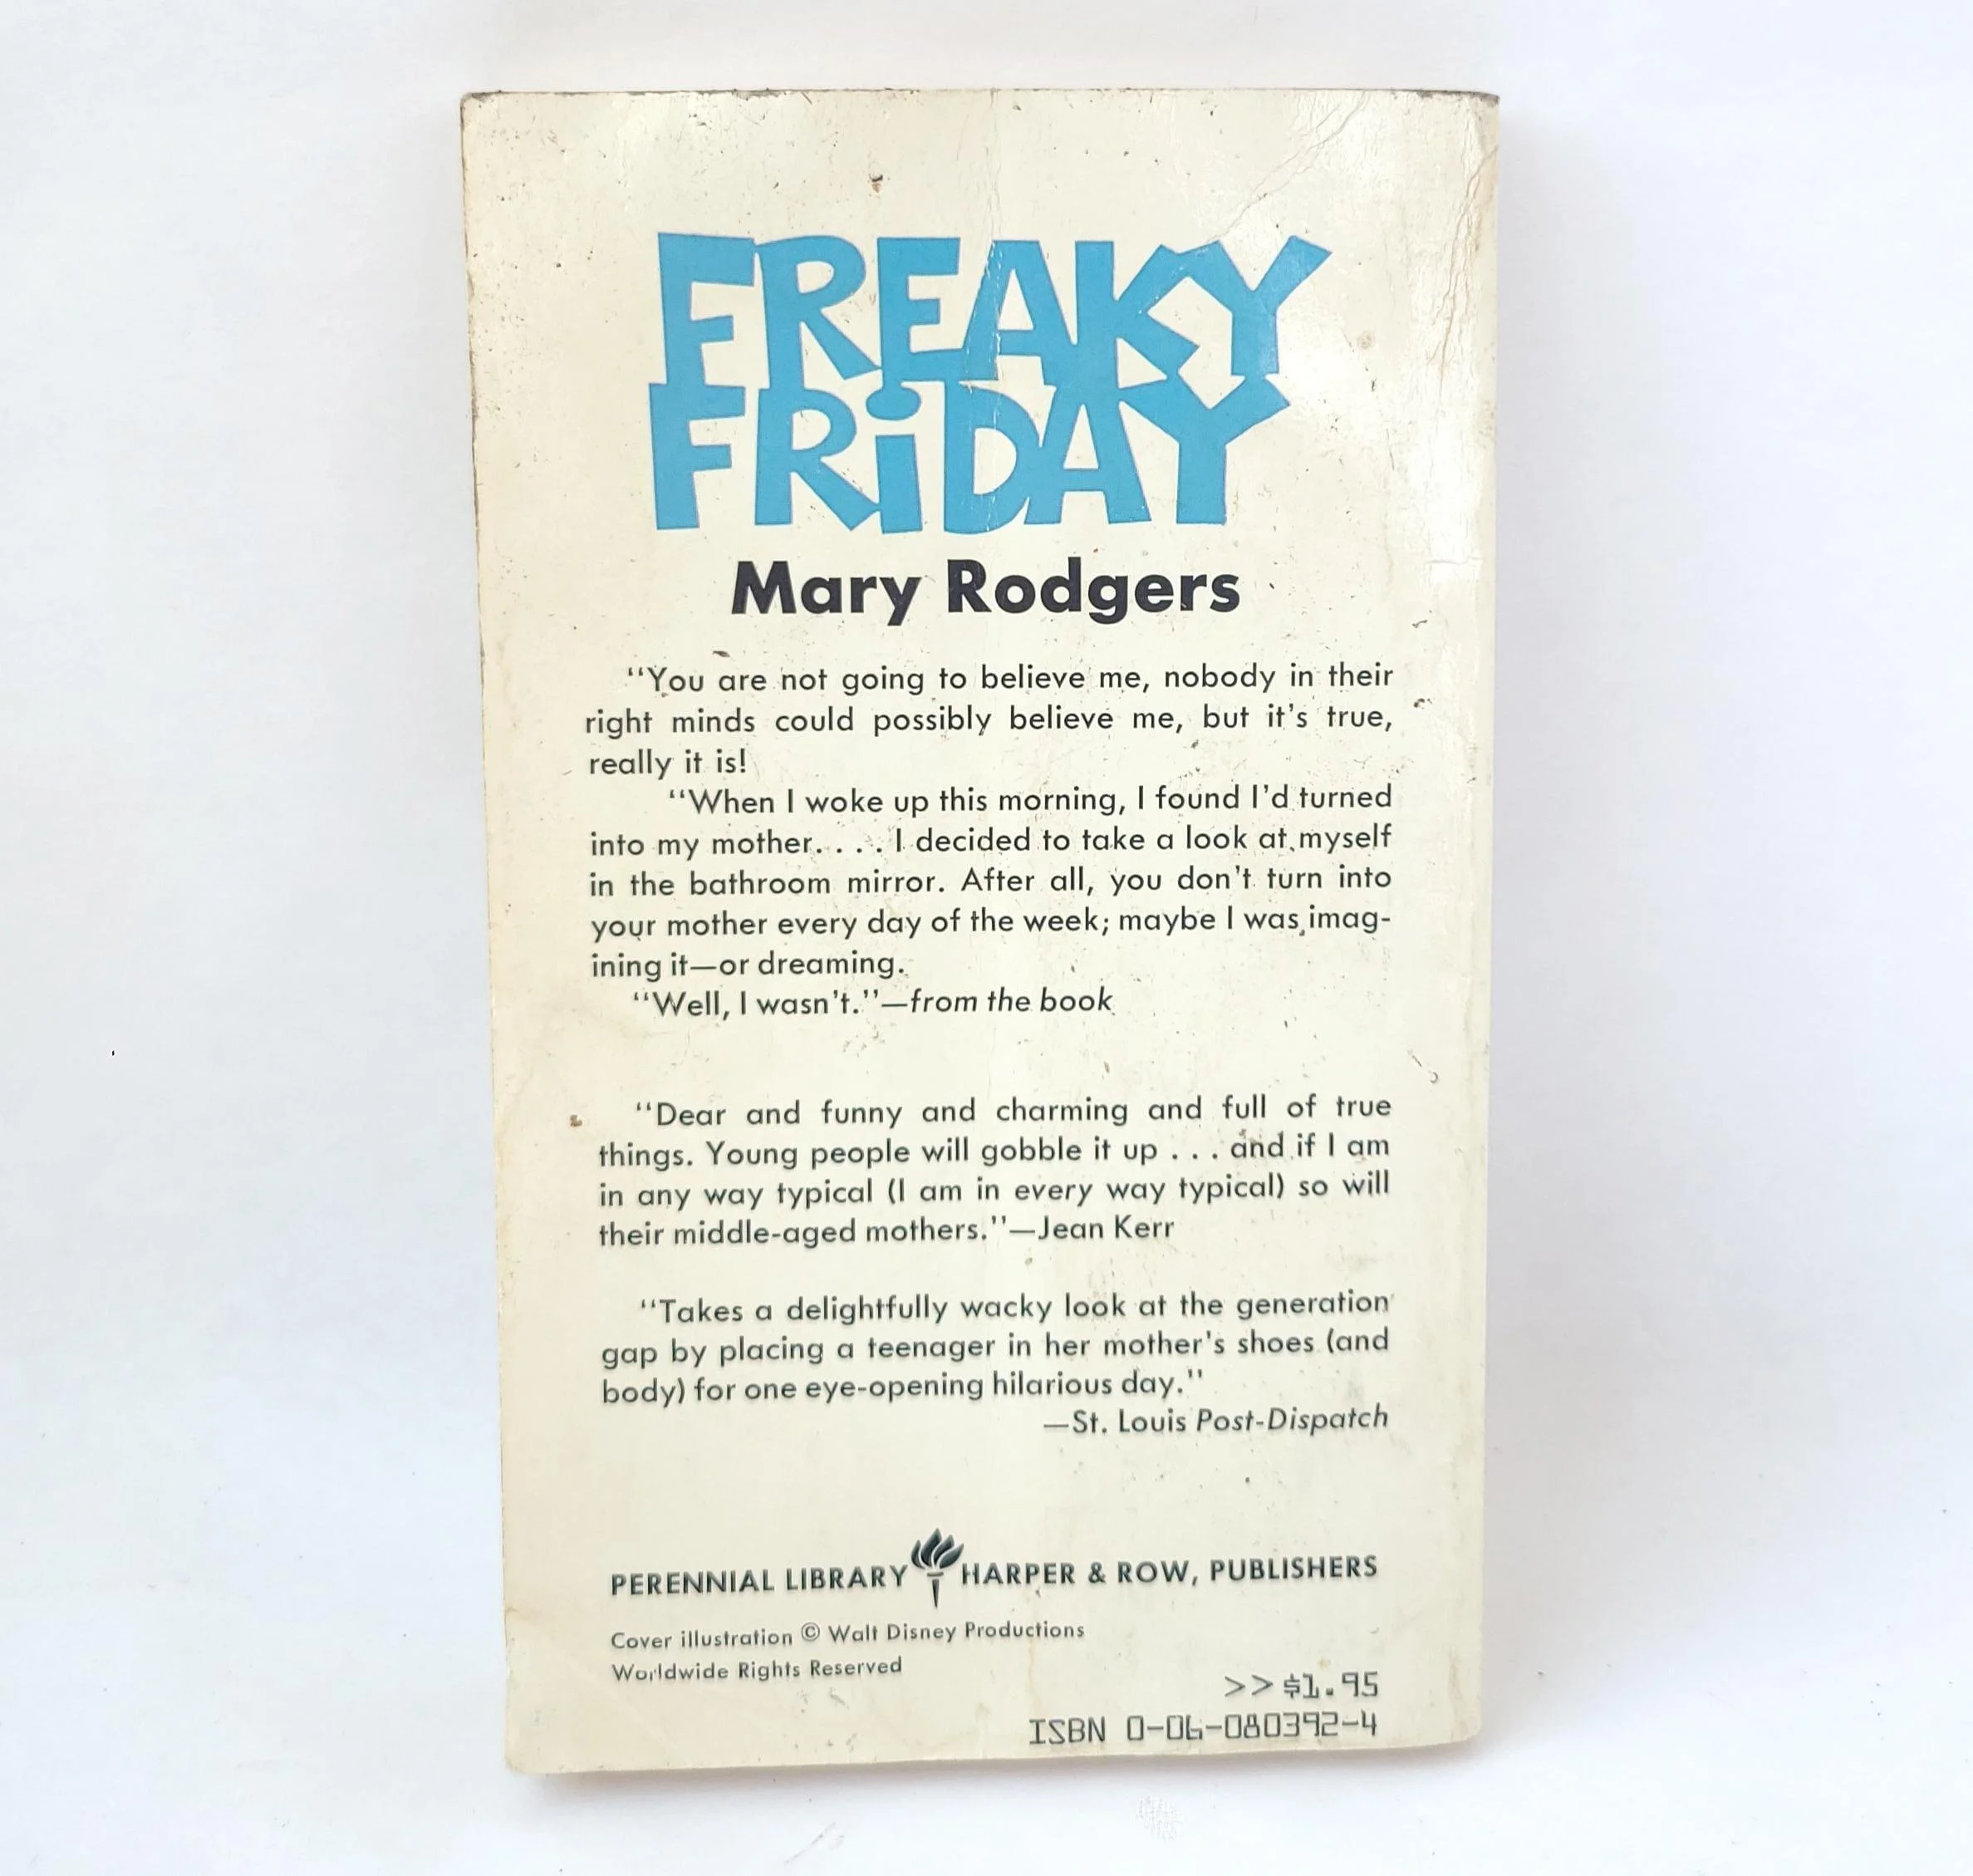 FREAKY
FRiDAY
Mary Rodgers
“You are not going to believe me, nobody in their
right minds could possibly believe me, but it's true,
really it is!
“When I woke up this morning, I found I'd turned
into my mother. . . . I decided to take a look at myself
in the bathroom mirror. After all, you don't turn into
your mother every day of the week; maybe I was imag-
ining it—or dreaming.
“Well, I wasn't.”—from the book
“Dear and funny and charming and full of true
things. Young people will gobble it up . . . and if I am
in any way typical (I am in every way typical) so will
their middle-aged mothers.”—Jean Kerr
“Takes a delightfully wacky look at the generation
gap by placing a teenager in her mother's shoes (and
body) for one eye-opening hilarious day.”
—St. Louis Post-Dispatch
PERENNIAL LIBRARY HARPER & ROW, PUBLISHERS
Cover illustration © Walt Disney Productions
Worldwide Rights Reserved
>> $1.95
ISBN 0-06-080392-4